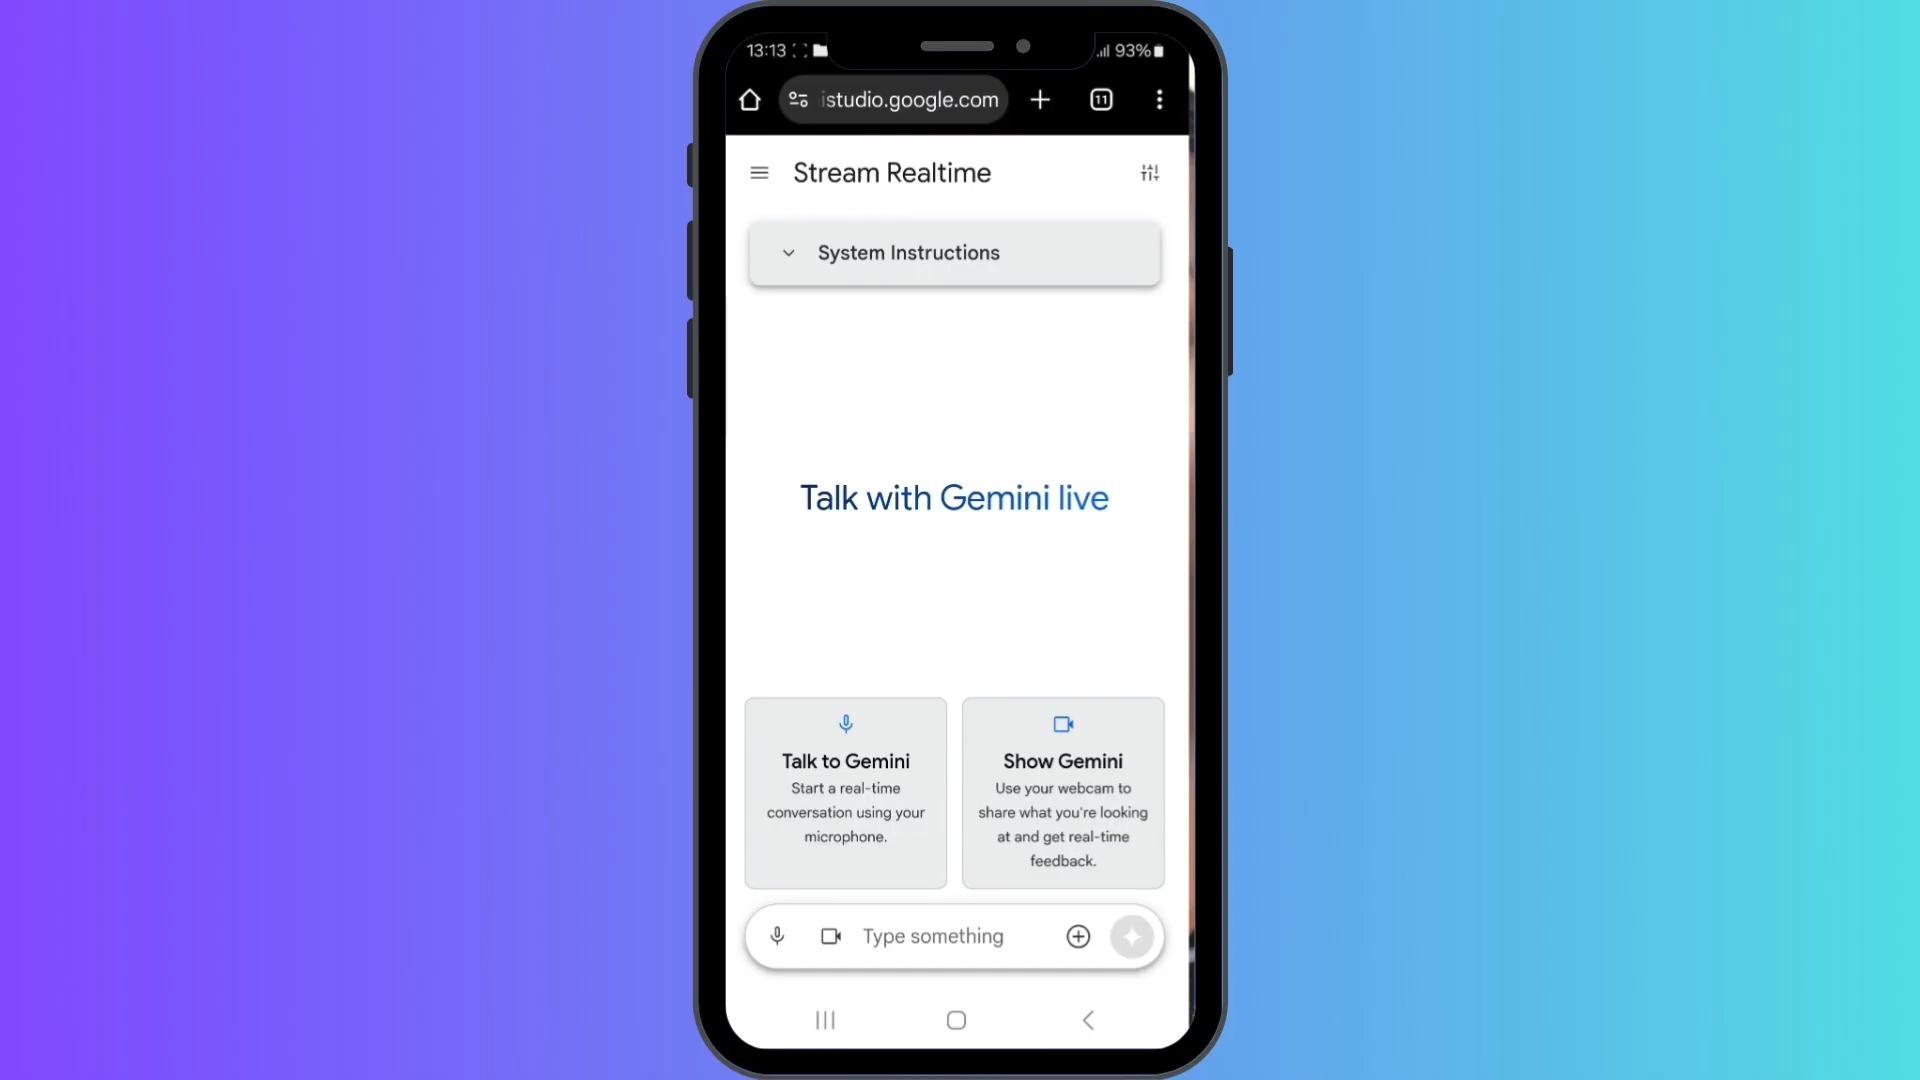 13:13
93%
istudio.google.com
11
Stream Realtime
System Instructions
Talk with Gemini live
Talk to Gemini
Start a real-time
conversation using your
microphone.
Show Gemini
Use your webcam to
share what you're looking
at and get real-time
feedback.
Type something